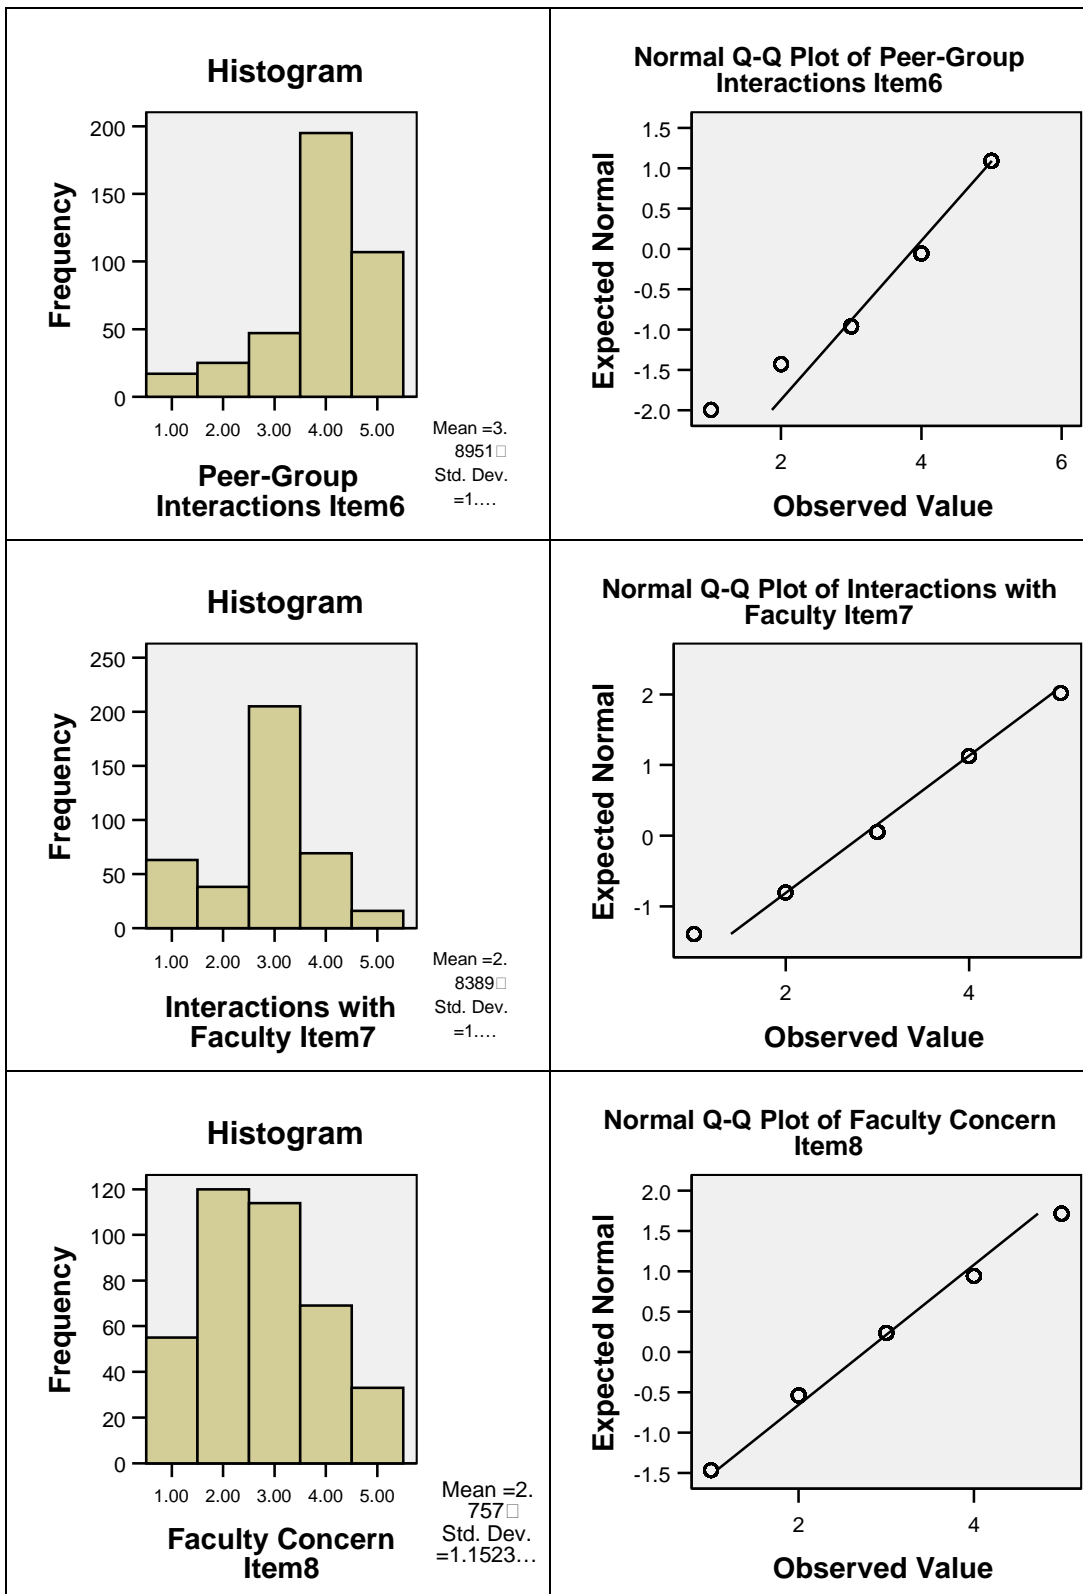 Histogram
Frequency
200
150
100
50
0
1.00 2.00 3.00 4.00 5.00
Peer-Group
Interactions Item6
Mean =3.
8951□
Std. Dev.
=1.…
Normal Q-Q Plot of Peer-Group
Interactions Item6
Expected Normal
1.5
1.0
0.5
0.0
-0.5
-1.0
-1.5
-2.0
2 4 6
Observed Value
Histogram
Frequency
250
200
150
100
50
0
1.00 2.00 3.00 4.00 5.00
Interactions with
Faculty Item7
Mean =2.
8389□
Std. Dev.
=1.…
Normal Q-Q Plot of Interactions with
Faculty Item7
Expected Normal
2
1
0
-1
2 4
Observed Value
Histogram
Frequency
120
100
80
60
40
20
0
1.00 2.00 3.00 4.00 5.00
Faculty Concern
Item8
Mean =2.
757□
Std. Dev.
=1.1523…
Normal Q-Q Plot of Faculty Concern
Item8
Expected Normal
2.0
1.5
1.0
0.5
0.0
-0.5
-1.0
-1.5
2 4
Observed Value